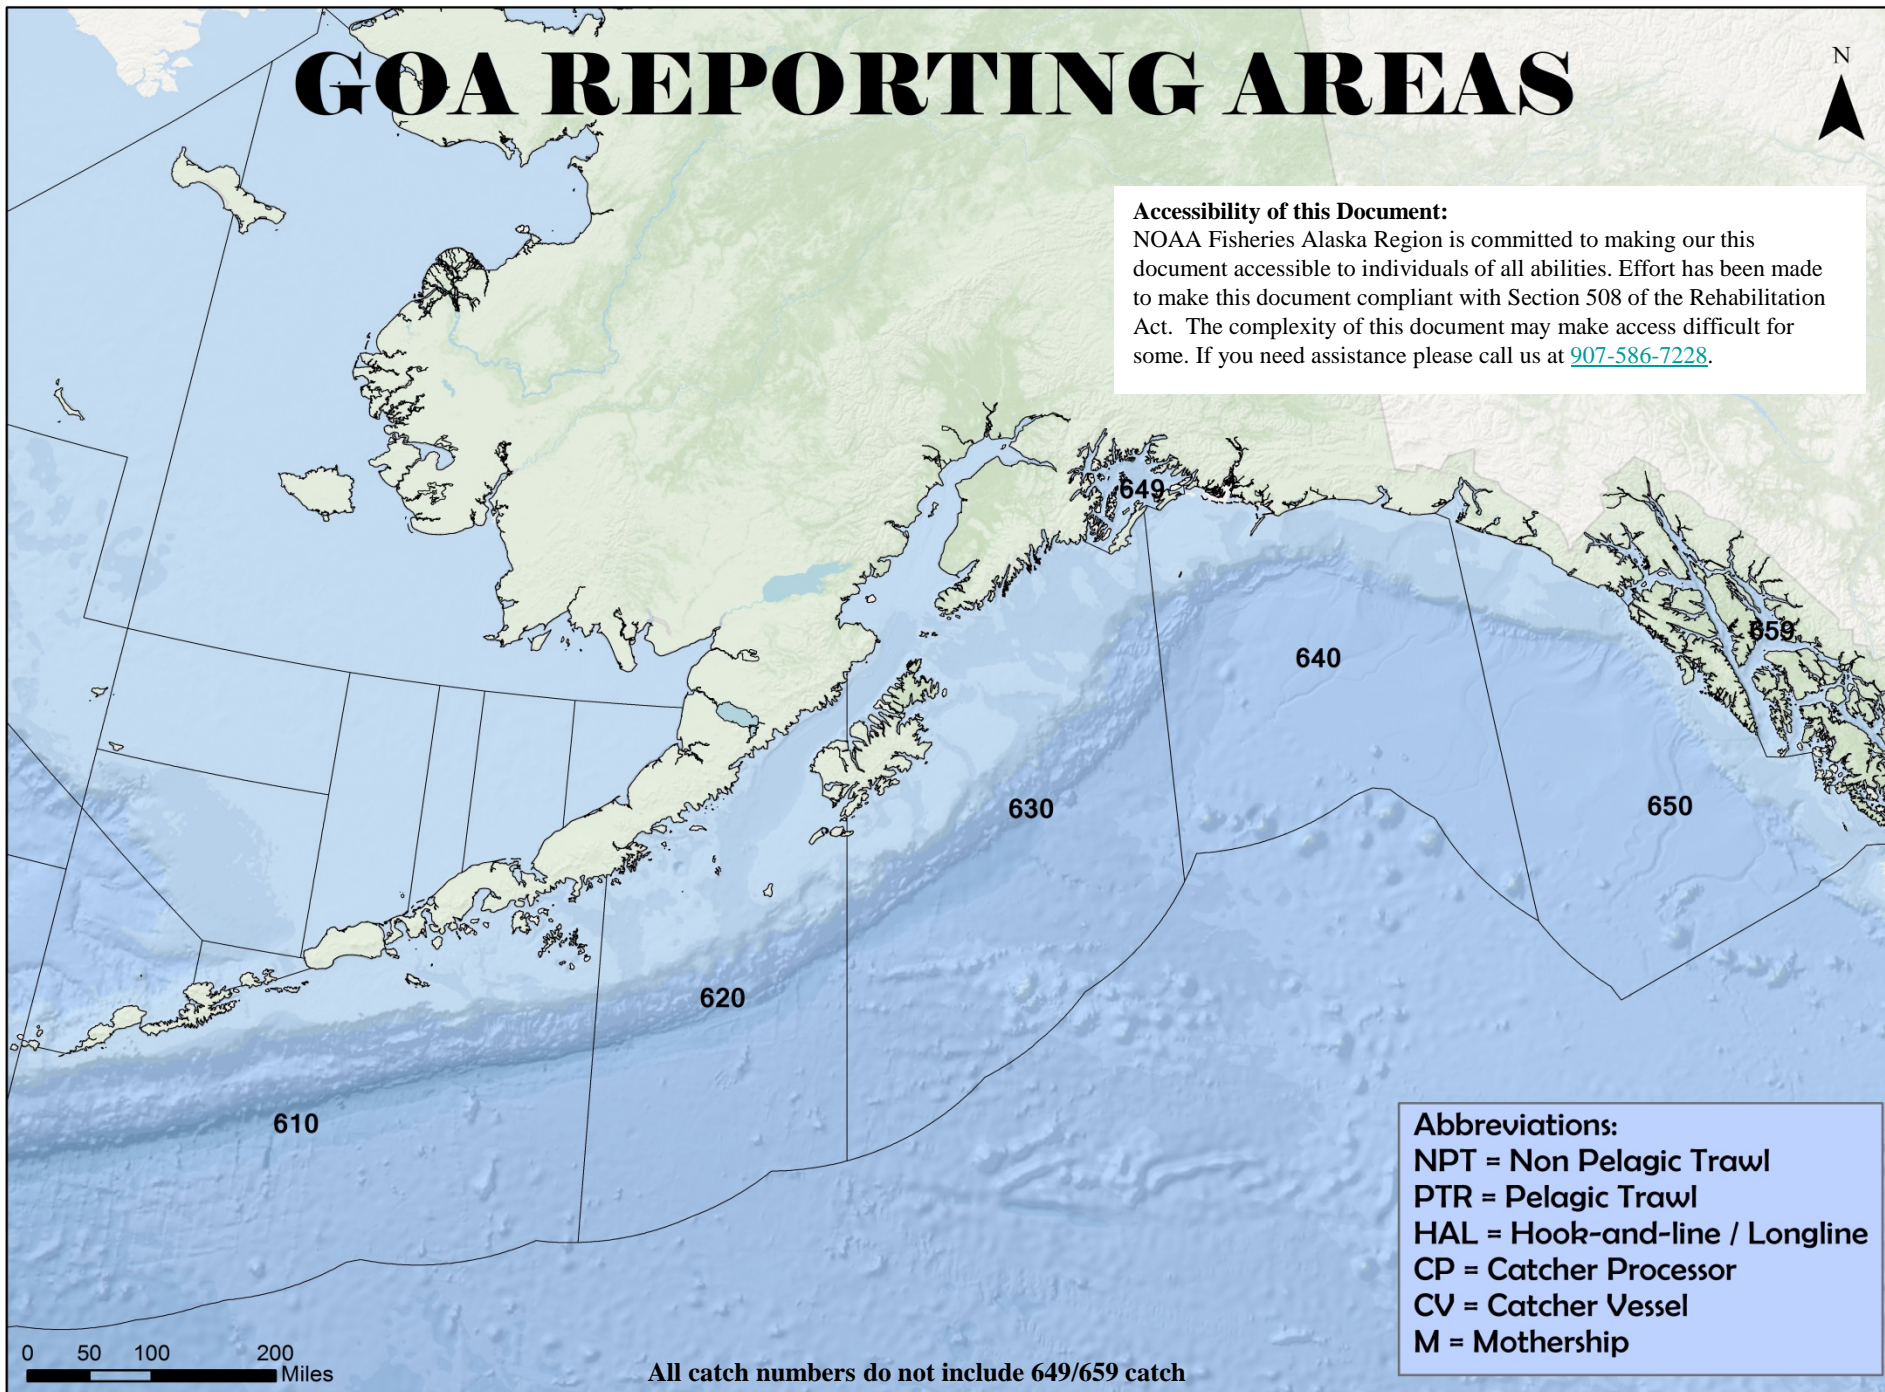 GOA REPORTING AREAS
N
Accessibility of this Document:
NOAA Fisheries Alaska Region is committed to making our this
document accessible to individuals of all abilities. Effort has been made
to make this document compliant with Section 508 of the Rehabilitation
Act.  The complexity of this document may make access difficult for
some. If you need assistance please call us at 907-586-7228.
649
659
640
650
630
620
610
Abbreviations:
NPT = Non Pelagic Trawl
PTR = Pelagic Trawl
HAL = Hook-and-line / Longline
CP = Catcher Processor
CV = Catcher Vessel
M = Mothership
0 50 100 200
Miles
All catch numbers do not include 649/659 catch